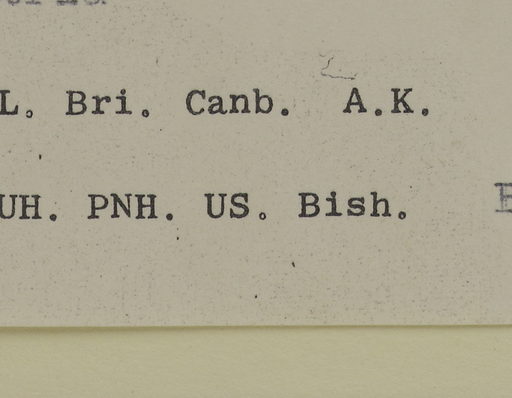 L. Bri. Canb. A.K.
UH. PNH. US. Bish.